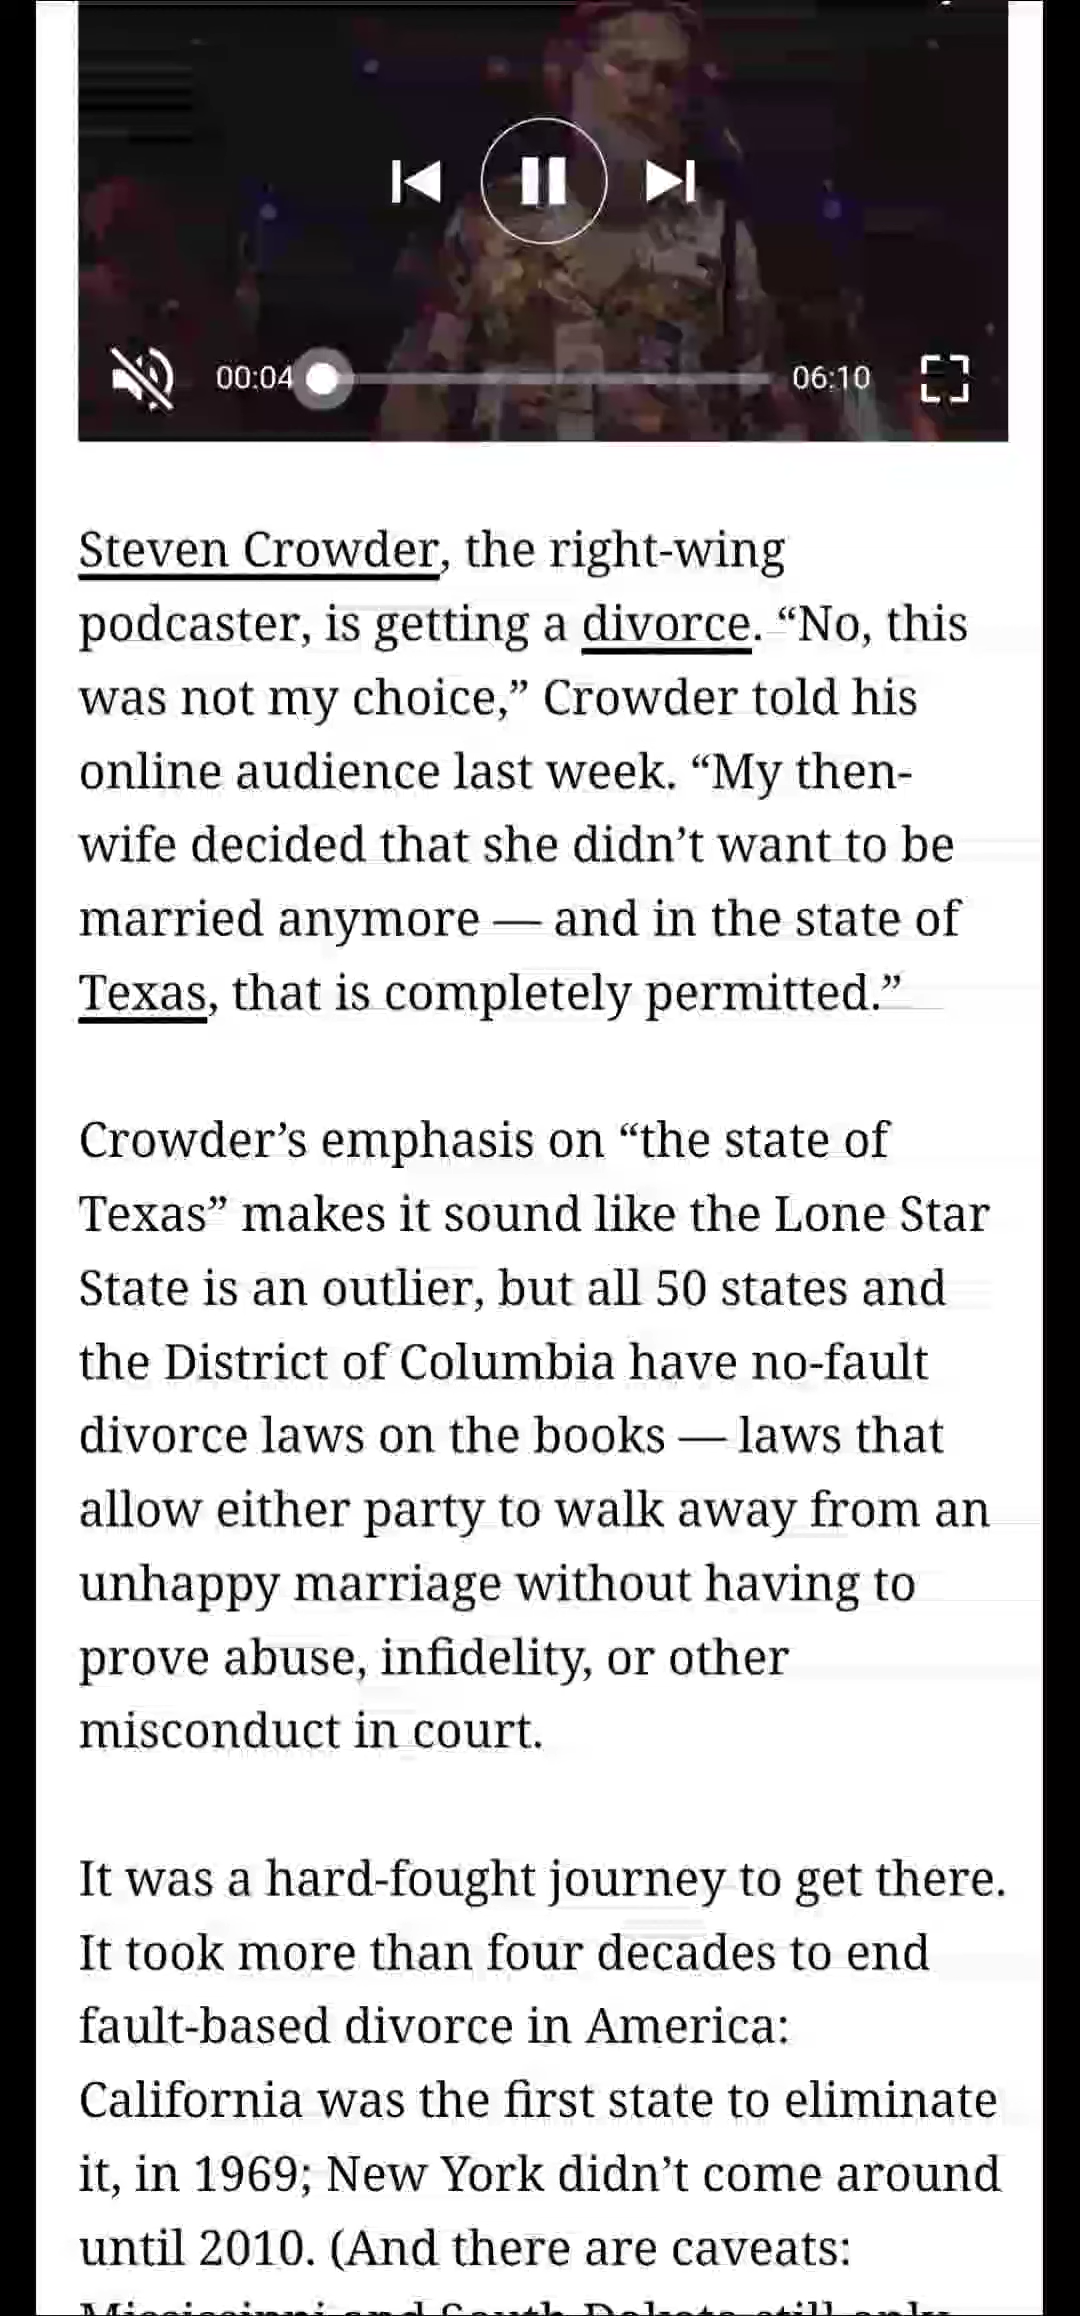 00:04
06:10
Steven Crowder, the right-wing
podcaster, is getting a divorce. “No, this
was not my choice,” Crowder told his
online audience last week. “My then-
wife decided that she didn’t want to be
married anymore — and in the state of
Texas, that is completely permitted.”
Crowder’s emphasis on “the state of
Texas” makes it sound like the Lone Star
State is an outlier, but all 50 states and
the District of Columbia have no-fault
divorce laws on the books — laws that
allow either party to walk away from an
unhappy marriage without having to
prove abuse, infidelity, or other
misconduct in court.
It was a hard-fought journey to get there.
It took more than four decades to end
fault-based divorce in America:
California was the first state to eliminate
it, in 1969; New York didn’t come around
until 2010. (And there are caveats:
Mississippi and South Dakota still only